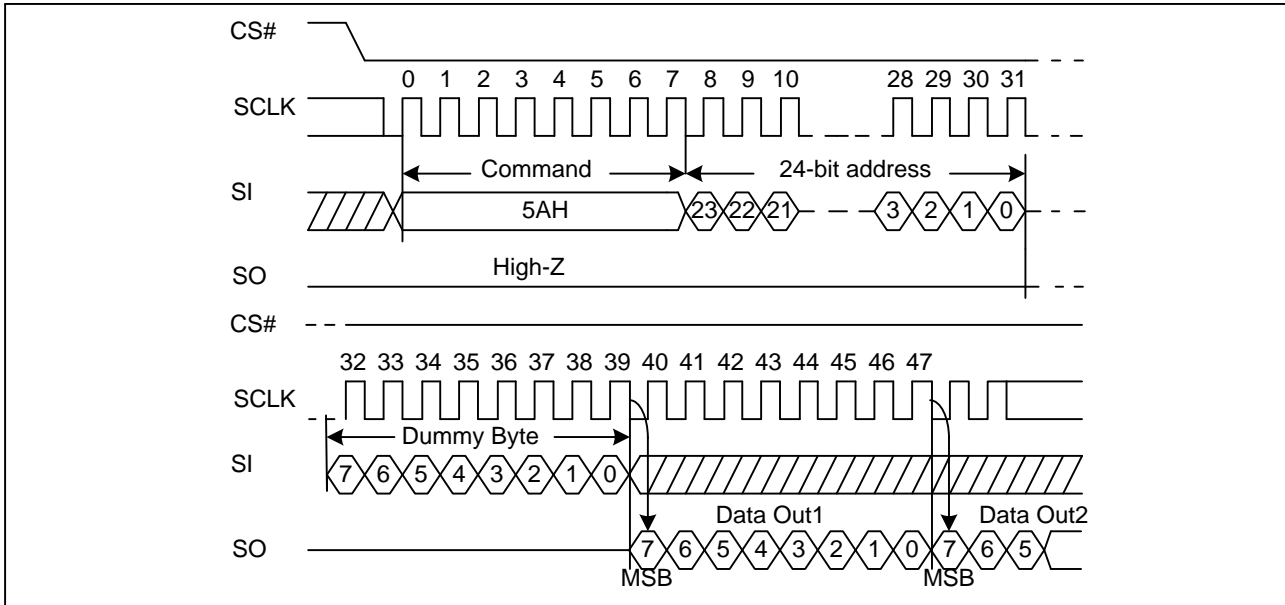 CS#
0 1 2 3 4 5 6 7 8 9 10 28 29 30 31
SCLK
Command 24-bit address
SI
5AH 23 22 21 3 2 1 0
High-Z
SO
CS#
32 33 34 35 36 37 38 39 40 41 42 43 44 45 46 47
SCLK
Dummy Byte
SI
7 6 5 4 3 2 1 0
Data Out1 Data Out2
SO
7 6 5 4 3 2 1 0 7 6 5
MSB MSB